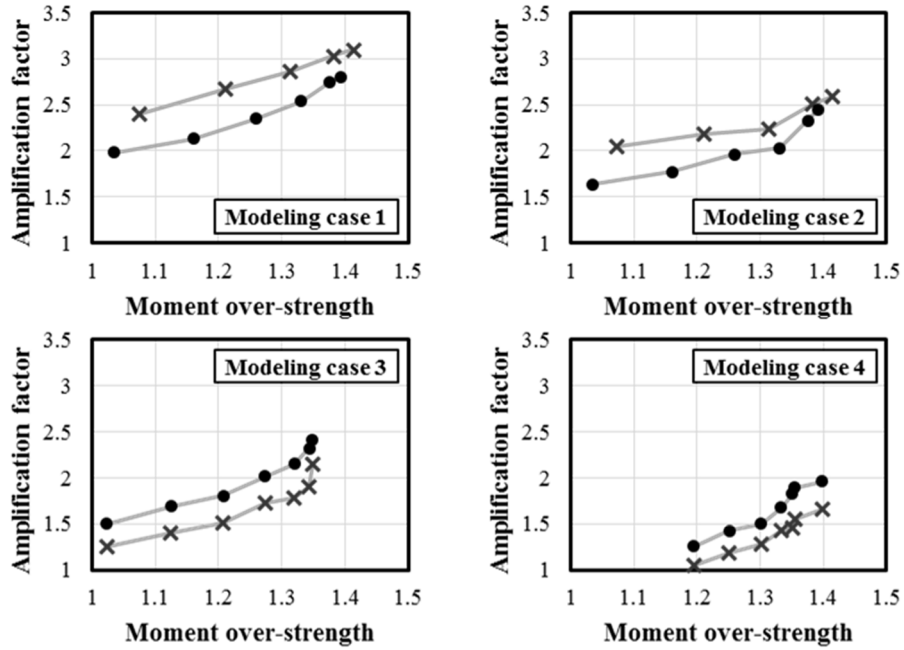 3.5
3
2.5
2
1.5
1
Amplification factor
Modeling case 1
1 1.1 1.2 1.3 1.4 1.5
Moment over-strength
3.5
3
2.5
2
1.5
1
Amplification factor
Modeling case 2
1 1.1 1.2 1.3 1.4 1.5
Moment over-strength
3.5
3
2.5
2
1.5
1
Amplification factor
Modeling case 3
1 1.1 1.2 1.3 1.4 1.5
Moment over-strength
3.5
3
2.5
2
1.5
1
Amplification factor
Modeling case 4
1 1.1 1.2 1.3 1.4 1.5
Moment over-strength